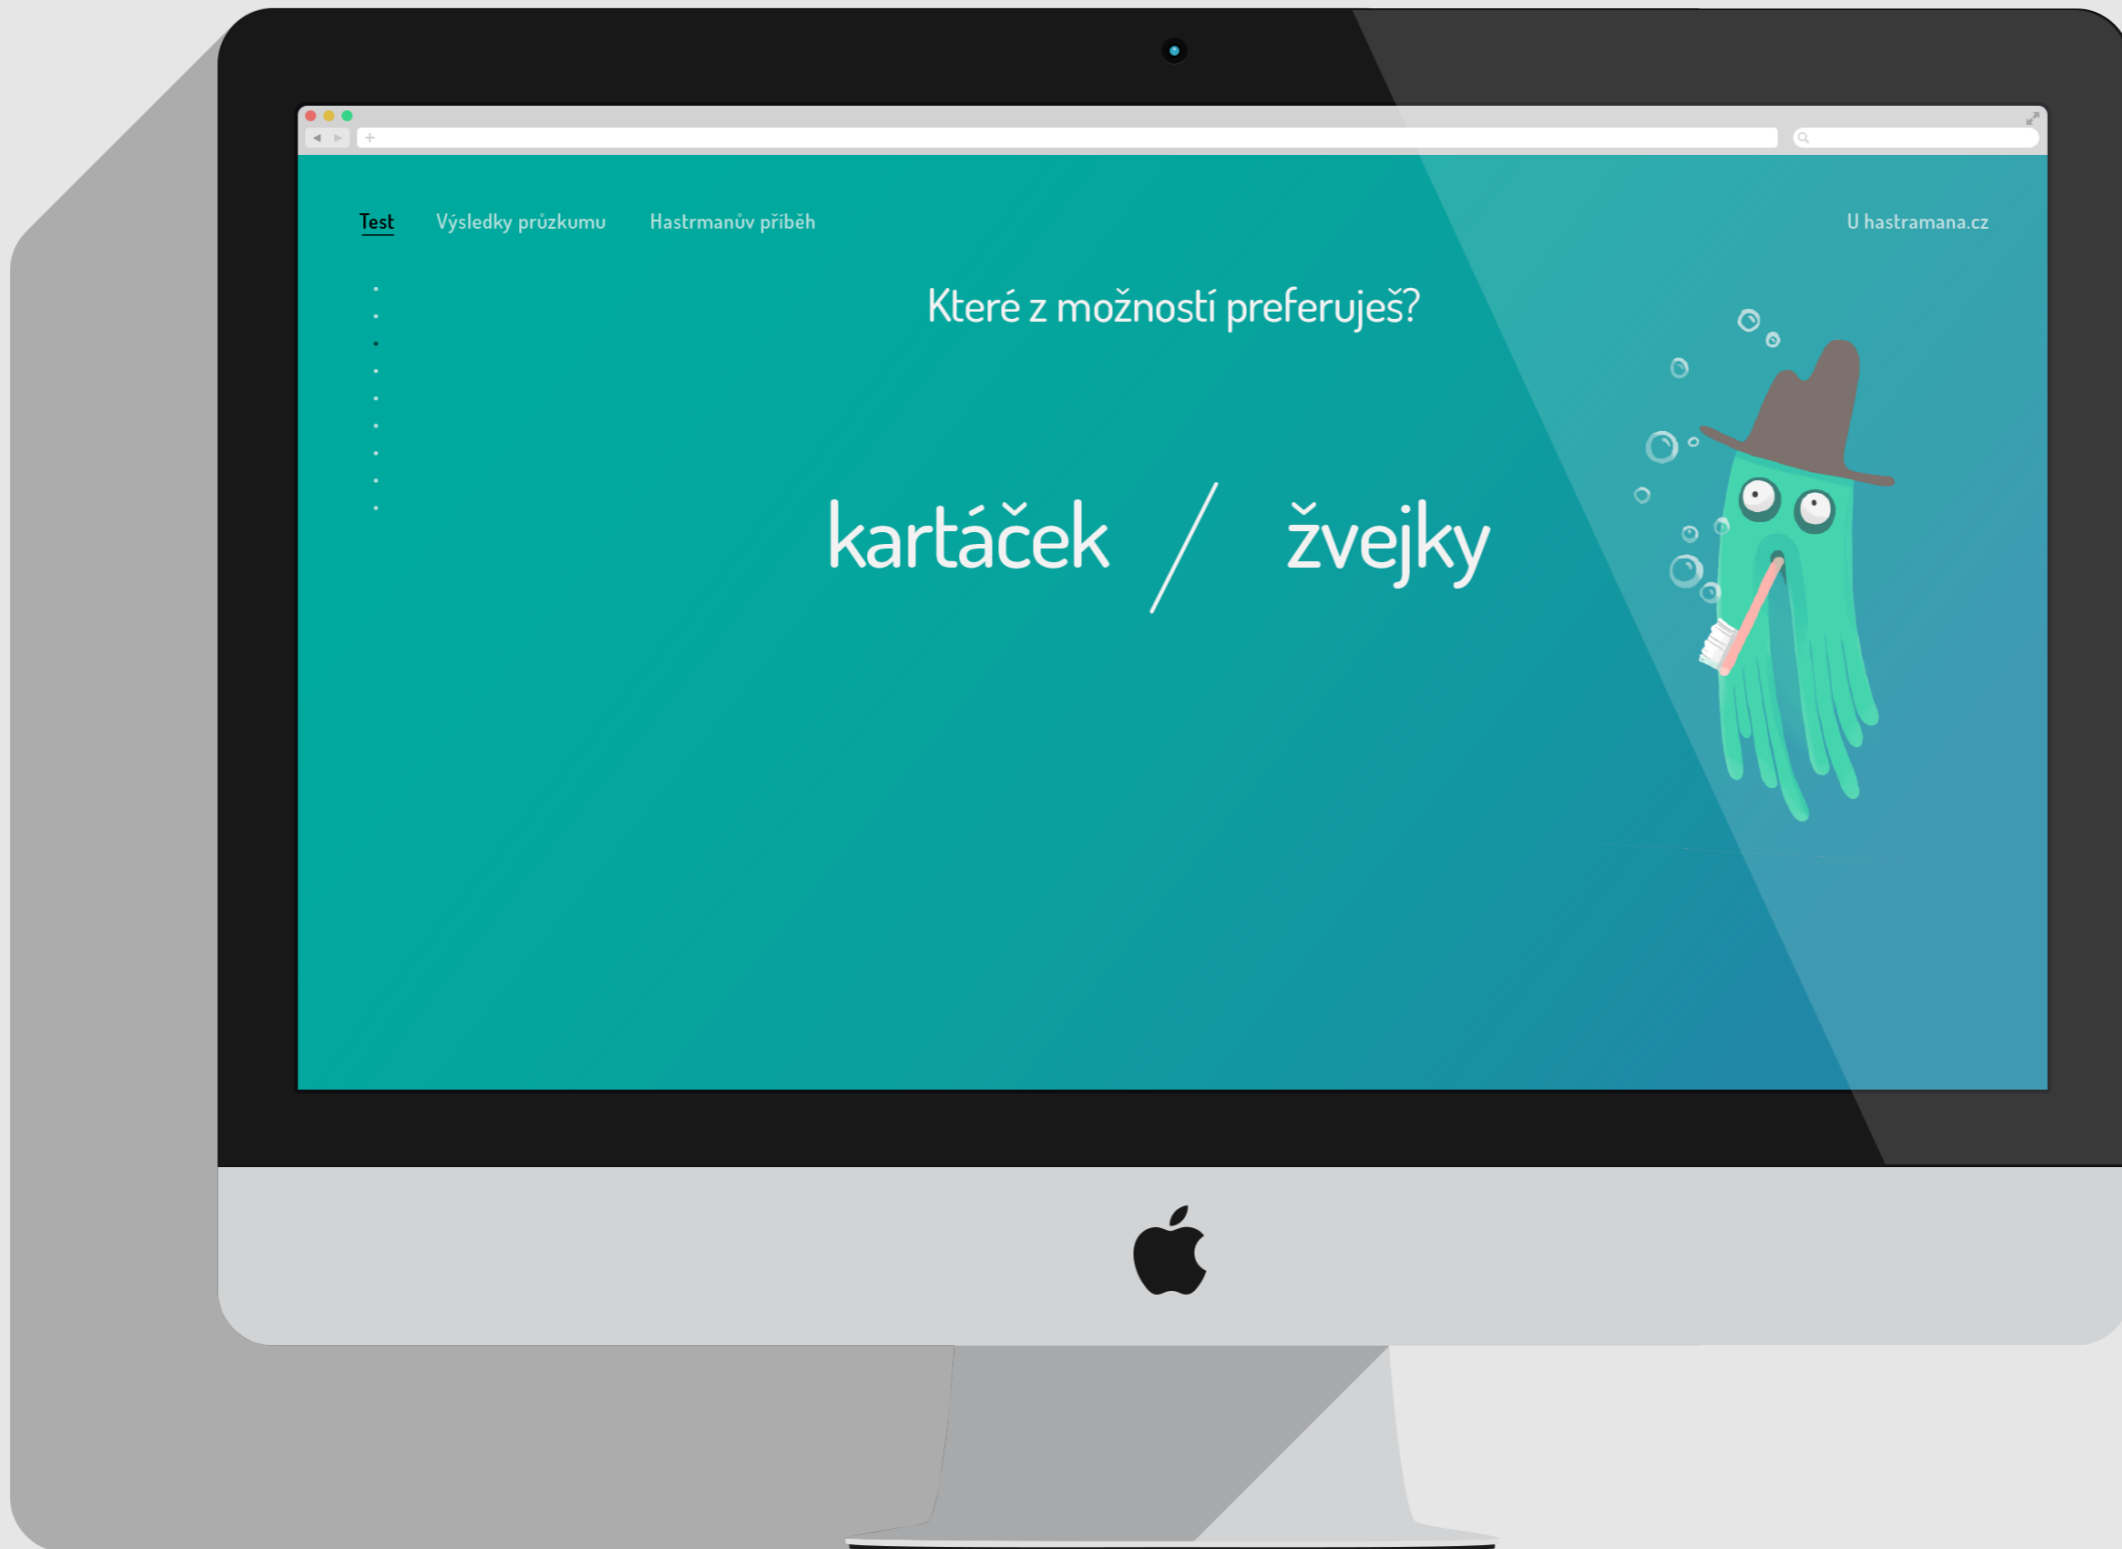 Test
Výsledky průzkumu
Hastrmanův příběh
U hastramana.cz
Které z možností preferuješ?
kartáček / žvejky